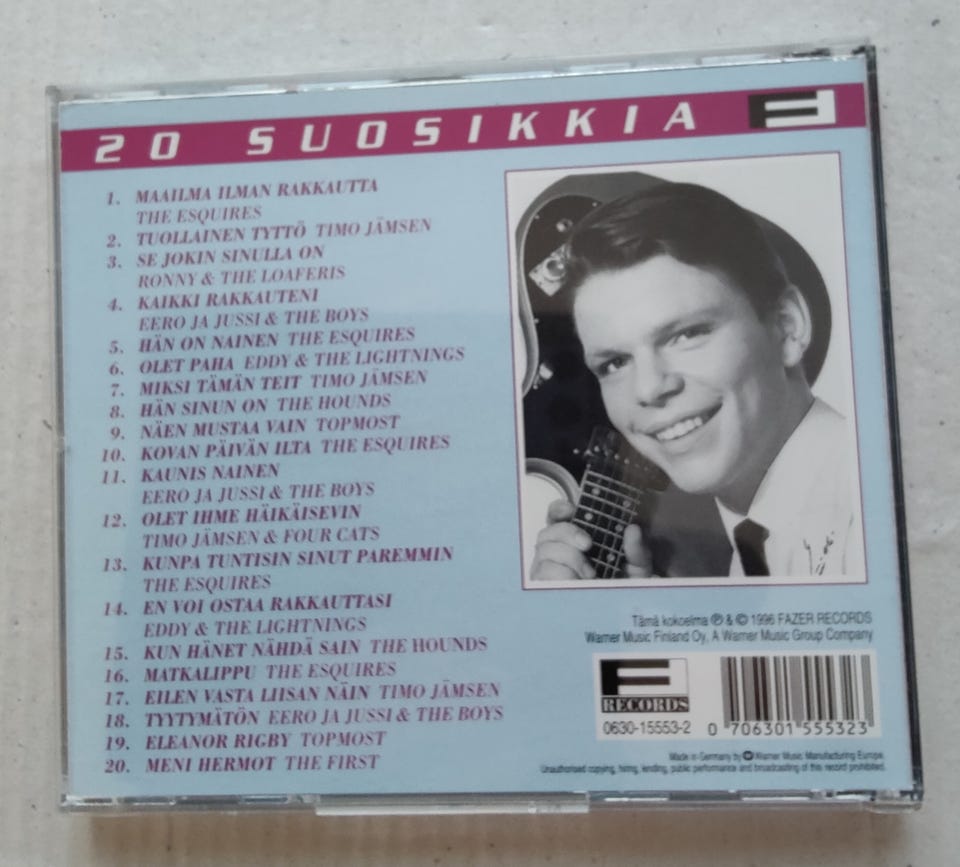 20 SUOSIKKIA F
1. MAAILMA ILMAN RAKKAUTTA
THE ESQUIRES
2. TUOLLAINEN TYTTÖ TIMO JÄMSEN
3. SE JOKIN SINULLA ON
RONNY & THE LOAFERIS
4. KAIKKI RAKKAUTENI
EERO JA JUSSI & THE BOYS
5. HÄN ON NAINEN THE ESQUIRES
6. OLET PAHA EDDY & THE LIGHTNINGS
7. MIKSI TÄMÄN TEIT TIMO JÄMSEN
8. HÄN SINUN ON THE HOUNDS
9. NÄEN MUSTAA VAIN TOPMOST
10. KOVAN PÄIVÄN ILTA THE ESQUIRES
11. KAUNIS NAINEN
EERO JA JUSSI & THE BOYS
12. OLET IHME HÄIKÄISEVIN
TIMO JÄMSEN & FOUR CATS
13. KUNPA TUNTISIN SINUT PAREMMIN
THE ESQUIRES
14. EN VOI OSTAA RAKKAUTTASI
EDDY & THE LIGHTNINGS
15. KUN HÄNET NÄHDÄ SAIN THE HOUNDS
16. MATKALIPPU THE ESQUIRES
17. EILEN VASTA LIISAN NÄIN TIMO JÄMSEN
18. TYYTYMÄTÖN EERO JA JUSSI & THE BOYS
19. ELEANOR RIGBY TOPMOST
20. MENI HERMOT THE FIRST
Tämä kokoelma ℗ & © 1996 FAZER RECORDS
Warner Music Finland Oy, A Warner Music Group Company
F
RECORDS
0630-15553-2
0 706301 555323
Made in Germany by Warner Music Manufacturing Europe.
Unauthorised copying, hiring, lending, public performance and broadcasting of this record prohibited.